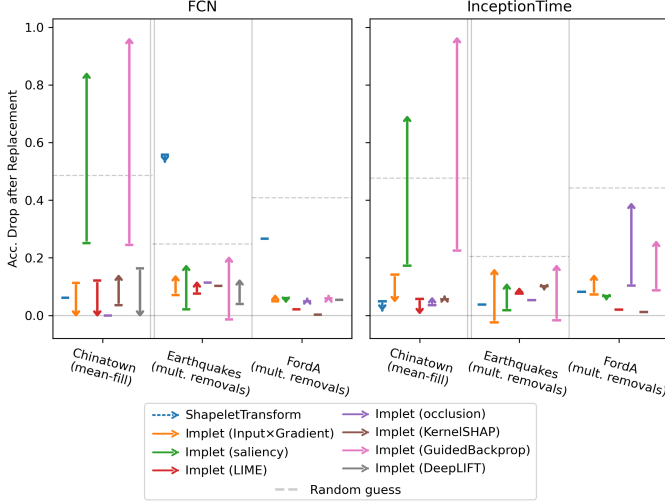 FCN
InceptionTime
Acc. Drop after Replacement
1.0
0.8
0.6
0.4
0.2
0.0
Chinatown
(mean-fill)
Earthquakes
(mult. removals)
FordA
(mult. removals)
Chinatown
(mean-fill)
Earthquakes
(mult. removals)
FordA
(mult. removals)
ShapeletTransform
Implet (Input×Gradient)
Implet (saliency)
Implet (LIME)
Implet (occlusion)
Implet (KernelSHAP)
Implet (GuidedBackprop)
Implet (DeepLIFT)
Random guess